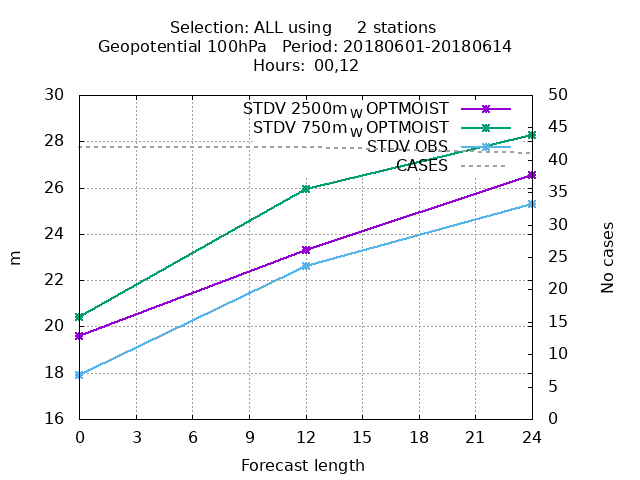 Selection: ALL using     2 stations
Geopotential 100hPa   Period: 20180601-20180614
Hours:  00,12
30
28
26
24
22
20
18
16
m
50
45
40
35
30
25
20
15
10
5
0
No cases
STDV 2500m_W OPTMOIST
STDV 750m_W OPTMOIST
STDV OBS
CASES
0 3 6 9 12 15 18 21 24
Forecast length